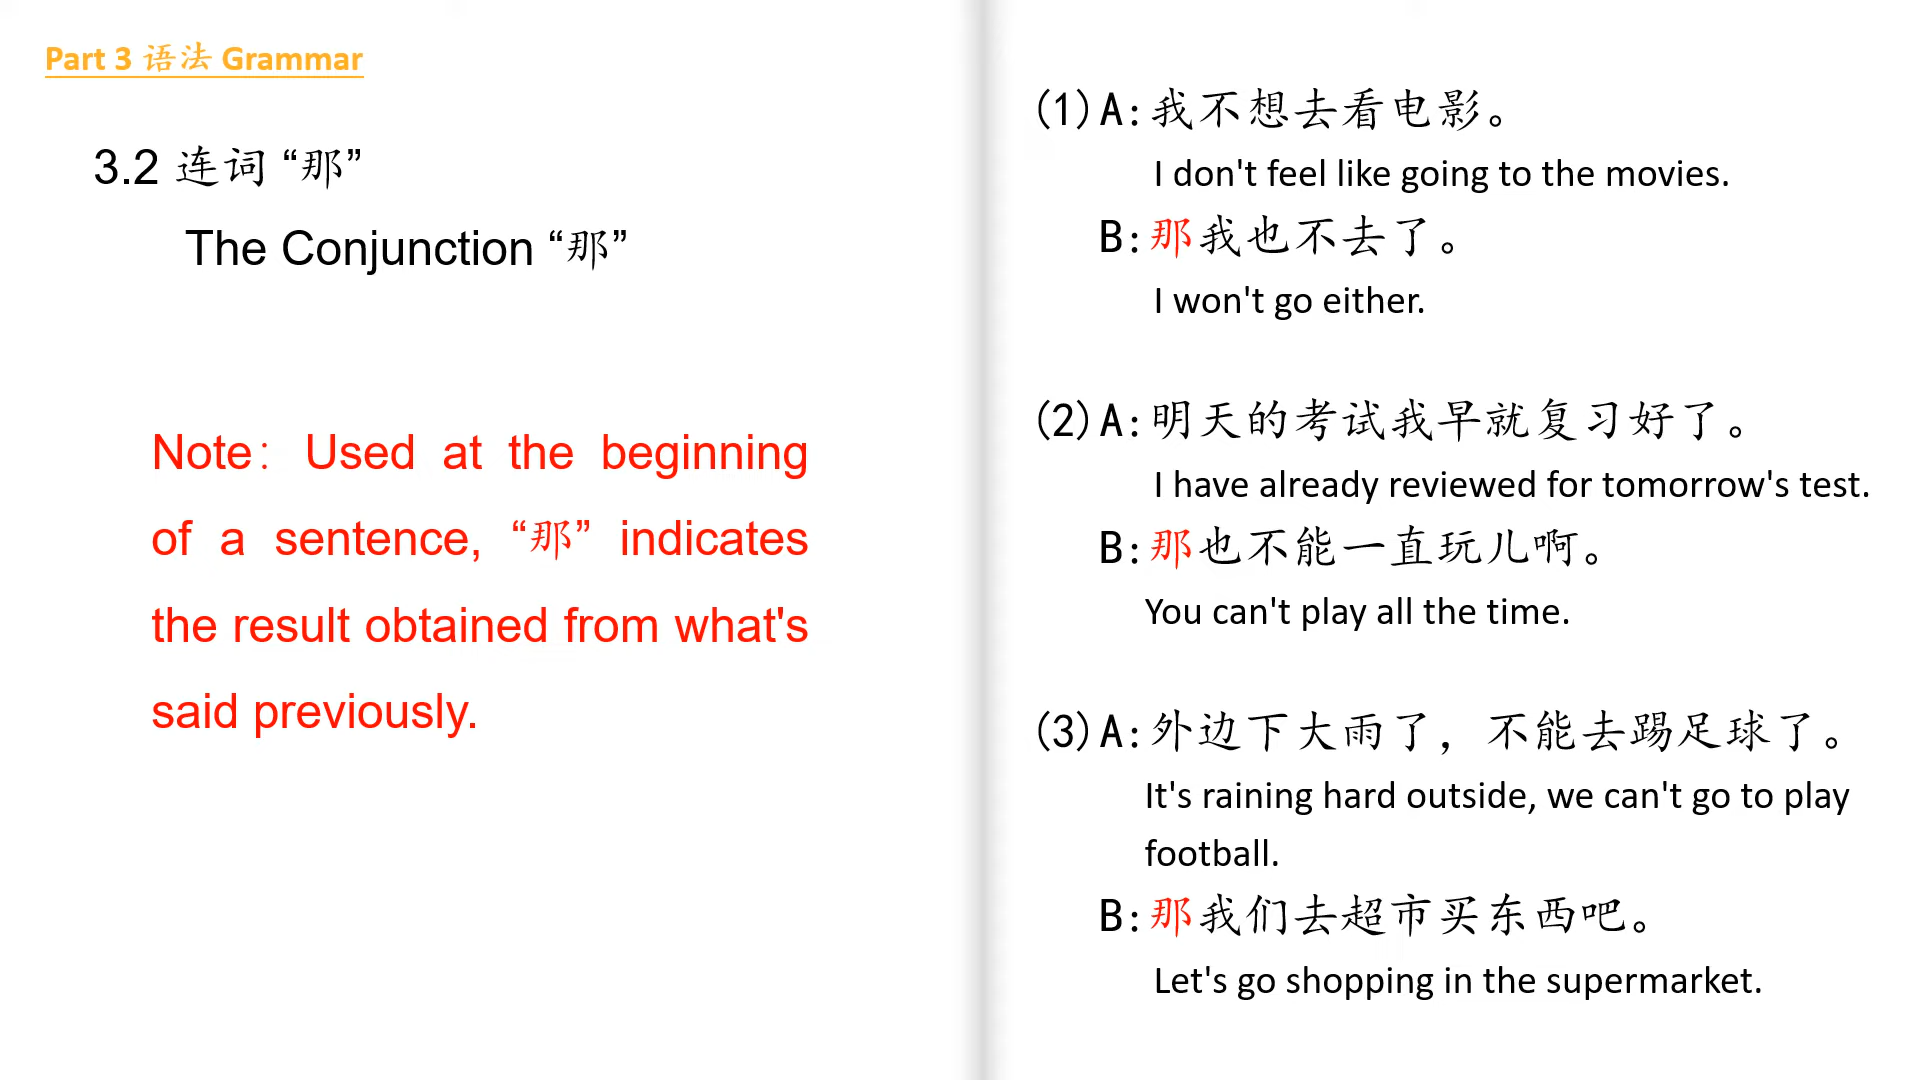 Part 3 语法 Grammar
3.2 连词 “那”
The Conjunction “那”
Note: Used at the beginning
of a sentence, “那” indicates
the result obtained from what's
said previously.
(1)A:我不想去看电影。
I don't feel like going to the movies.
B:那我也不去了。
I won't go either.
(2)A:明天的考试我早就复习好了。
I have already reviewed for tomorrow's test.
B:那也不能一直玩儿啊。
You can't play all the time.
(3)A:外边下大雨了，不能去踢足球了。
It's raining hard outside, we can't go to play
football.
B:那我们去超市买东西吧。
Let's go shopping in the supermarket.